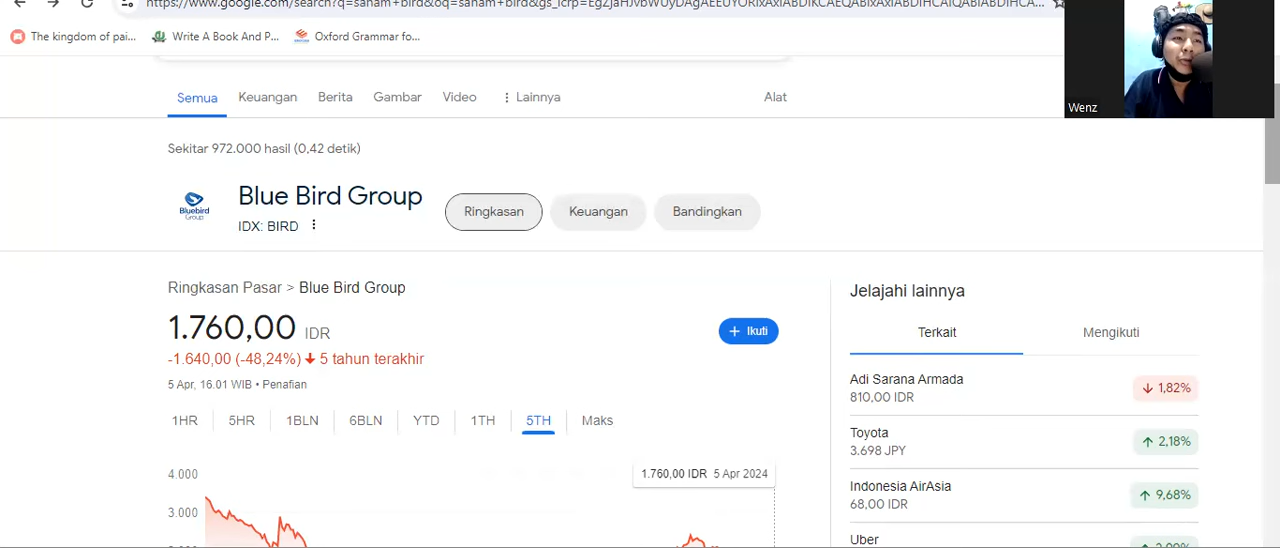 The kingdom of pai...
Write A Book And P...
Oxford Grammar fo...
Wenz
Semua
Keuangan
Berita
Gambar
Video
Lainnya
Alat
Sekitar 972.000 hasil (0,42 detik)
Bluebird
Group
Blue Bird Group
IDX: BIRD
Ringkasan
Keuangan
Bandingkan
Ringkasan Pasar > Blue Bird Group
1.760,00 IDR
+ Ikuti
-1.640,00 (-48,24%) ↓ 5 tahun terakhir
5 Apr, 16.01 WIB • Penafian
1HR
5HR
1BLN
6BLN
YTD
1TH
5TH
Maks
4.000
1.760,00 IDR 5 Apr 2024
3.000
Jelajahi lainnya
Terkait
Mengikuti
Adi Sarana Armada
810,00 IDR
↓ 1,82%
Toyota
3.698 JPY
↑ 2,18%
Indonesia AirAsia
68,00 IDR
↑ 9,68%
Uber